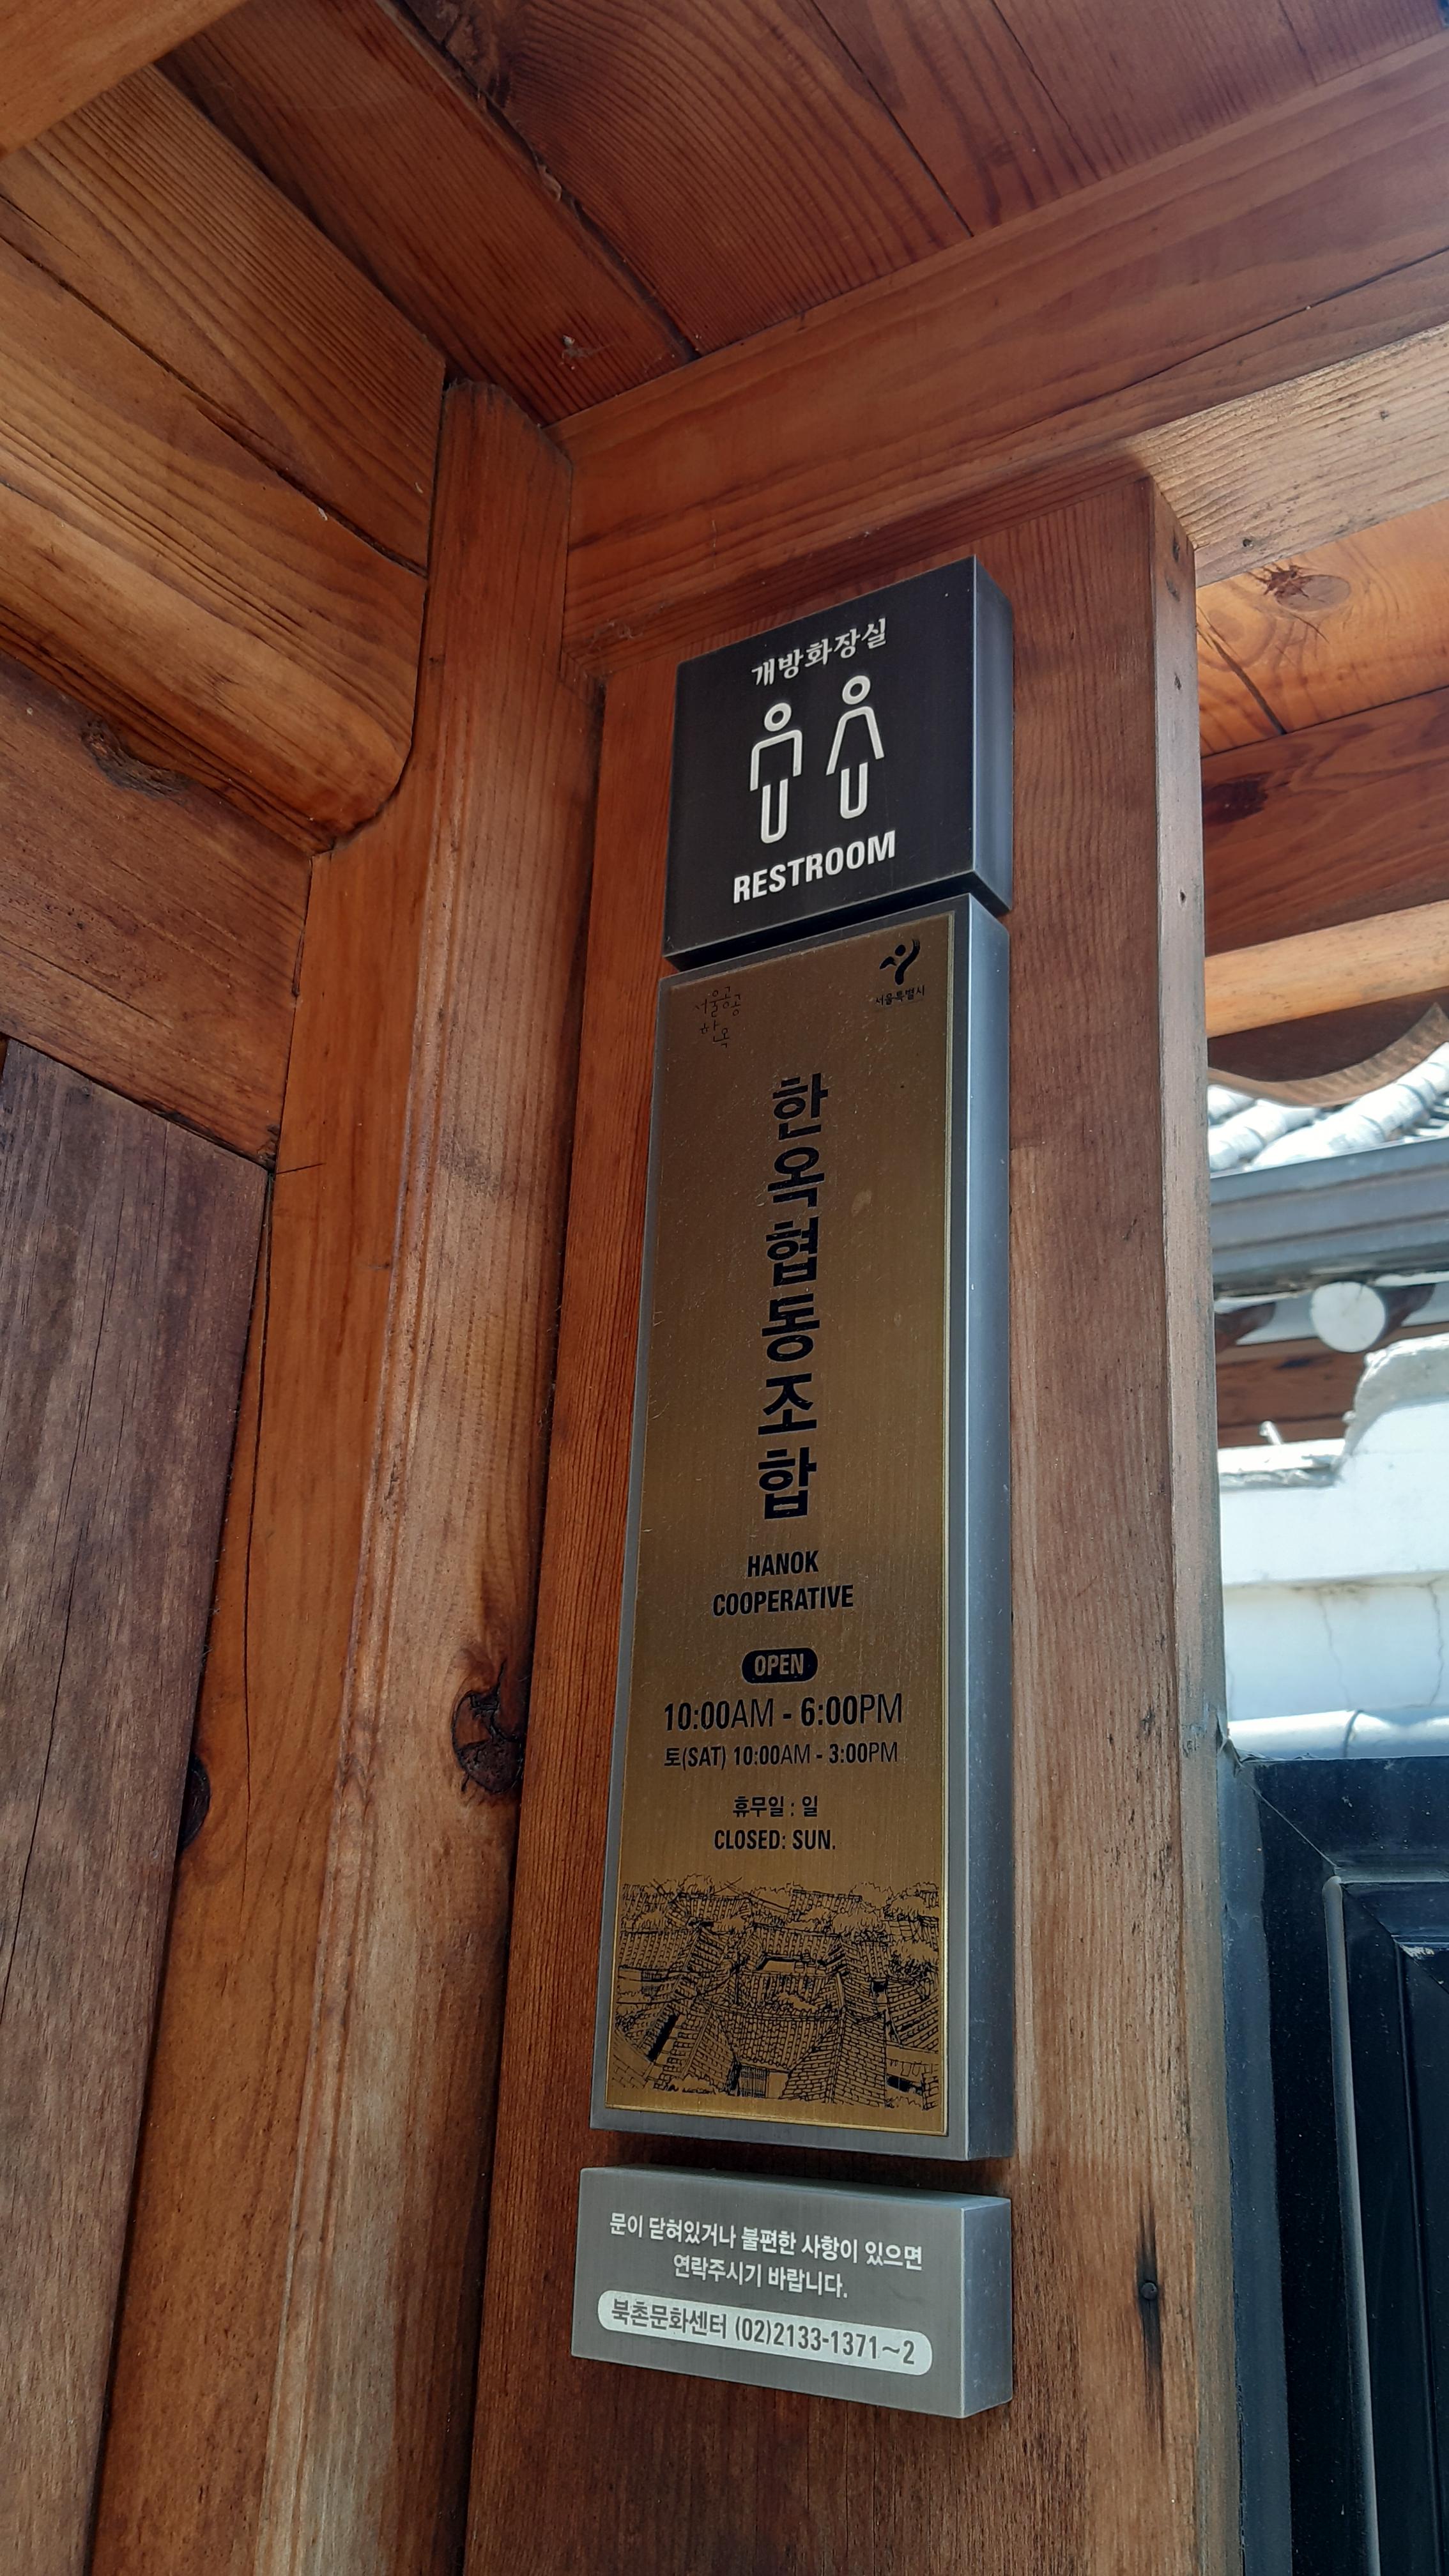 개방화장실
RESTROOM
서울공공
한옥
서울특별시
한옥협동조합
HANOK
COOPERATIVE
OPEN
10:00AM - 6:00PM
토(SAT) 10:00AM - 3:00PM
휴무일 : 일
CLOSED: SUN.
문이 닫혀있거나 불편한 사항이 있으면
연락주시기 바랍니다.
북촌문화센터 (02)2133-1371~2